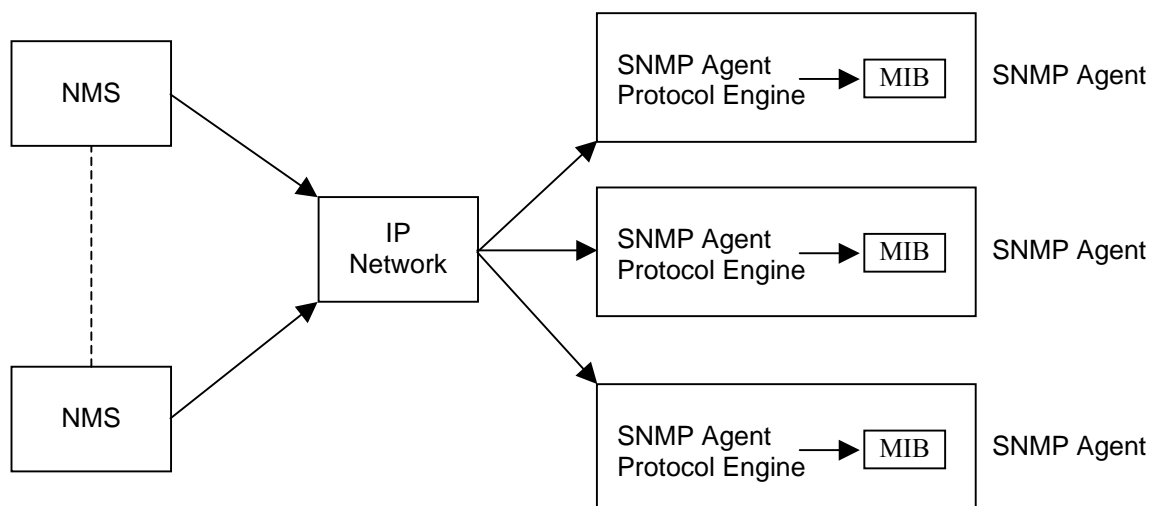 NMS
SNMP Agent
Protocol Engine
MIB
SNMP Agent
IP
Network
SNMP Agent
Protocol Engine
MIB
SNMP Agent
NMS
SNMP Agent
Protocol Engine
MIB
SNMP Agent